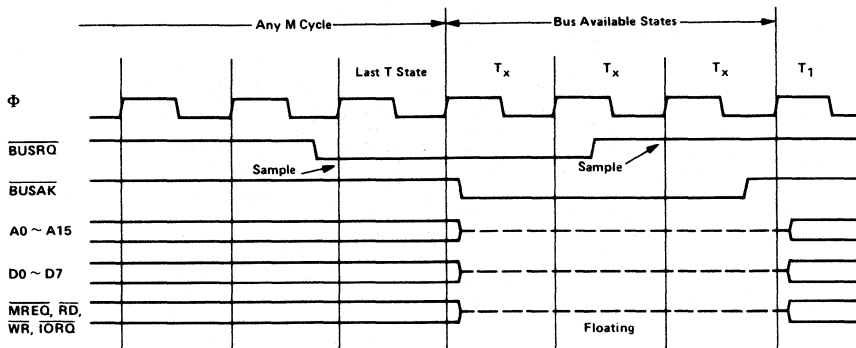 Any M Cycle
Bus Available States
Last T State
Tx
Tx
Tx
T1
Φ
BUSRQ
Sample
Sample
BUSAK
A0 ~ A15
D0 ~ D7
MREQ, RD,
WR, IORQ
Floating